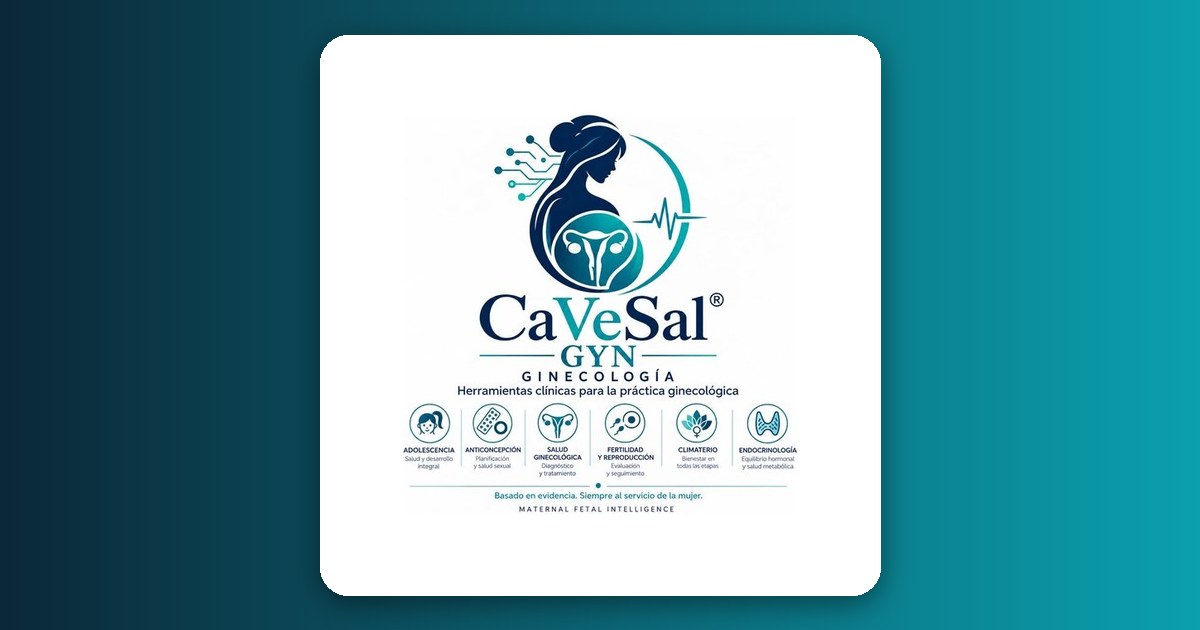 CaVeSal®
GYN
GINECOLOGÍA
Herramientas clínicas para la práctica ginecológica
ADOLESCENCIA
Salud y desarrollo
integral
ANTICONCEPCIÓN
Planificación
y salud sexual
SALUD
GINECOLÓGICA
Diagnóstico
y tratamiento
FERTILIDAD
Y REPRODUCCIÓN
Evaluación
y seguimiento
CLIMATERIO
Bienestar en
todas las etapas
ENDOCRINOLOGÍA
Equilibrio hormonal
y salud metabólica
Basado en evidencia. Siempre al servicio de la mujer.
MATERNAL FETAL INTELLIGENCE